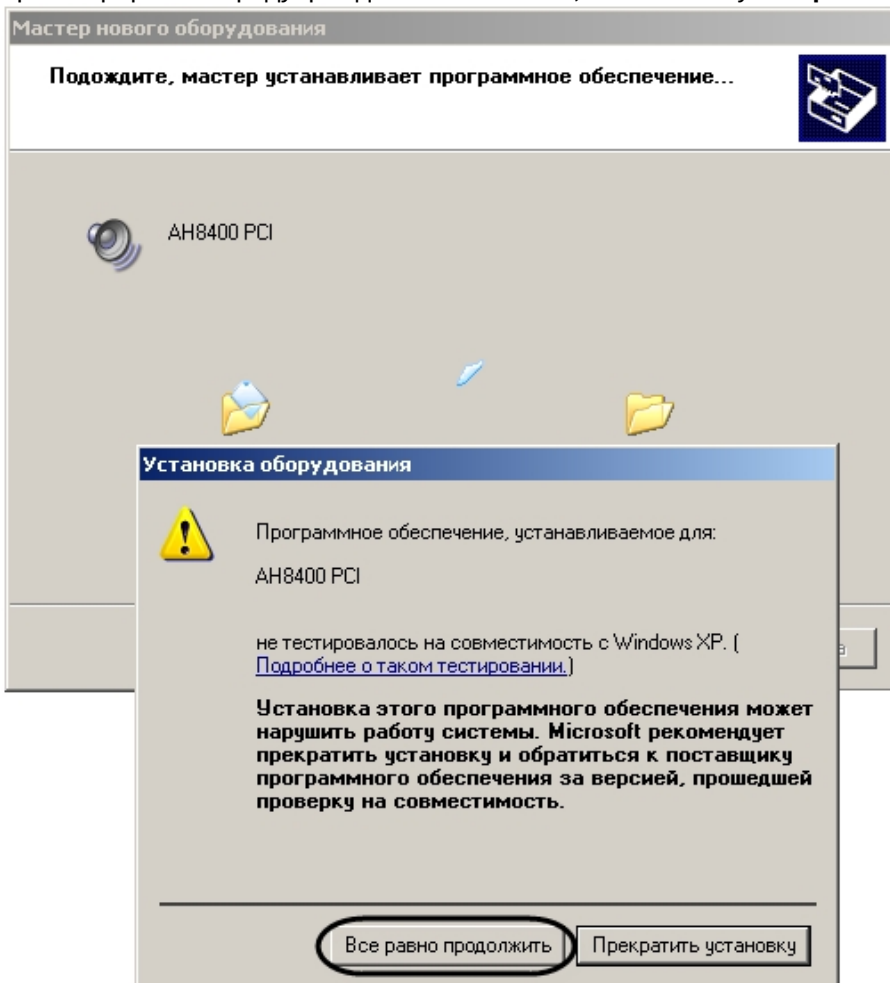 Мастер нового оборудования
Подождите, мастер устанавливает программное обеспечение...
AH8400 PCI
Установка оборудования
Программное обеспечение, устанавливаемое для:
AH8400 PCI
не тестировалось на совместимость с Windows XP. (
Подробнее о таком тестировании.)
Установка этого программного обеспечения может
нарушить работу системы. Microsoft рекомендует
прекратить установку и обратиться к поставщику
программного обеспечения за версией, прошедшей
проверку на совместимость.
Все равно продолжить Прекратить установку